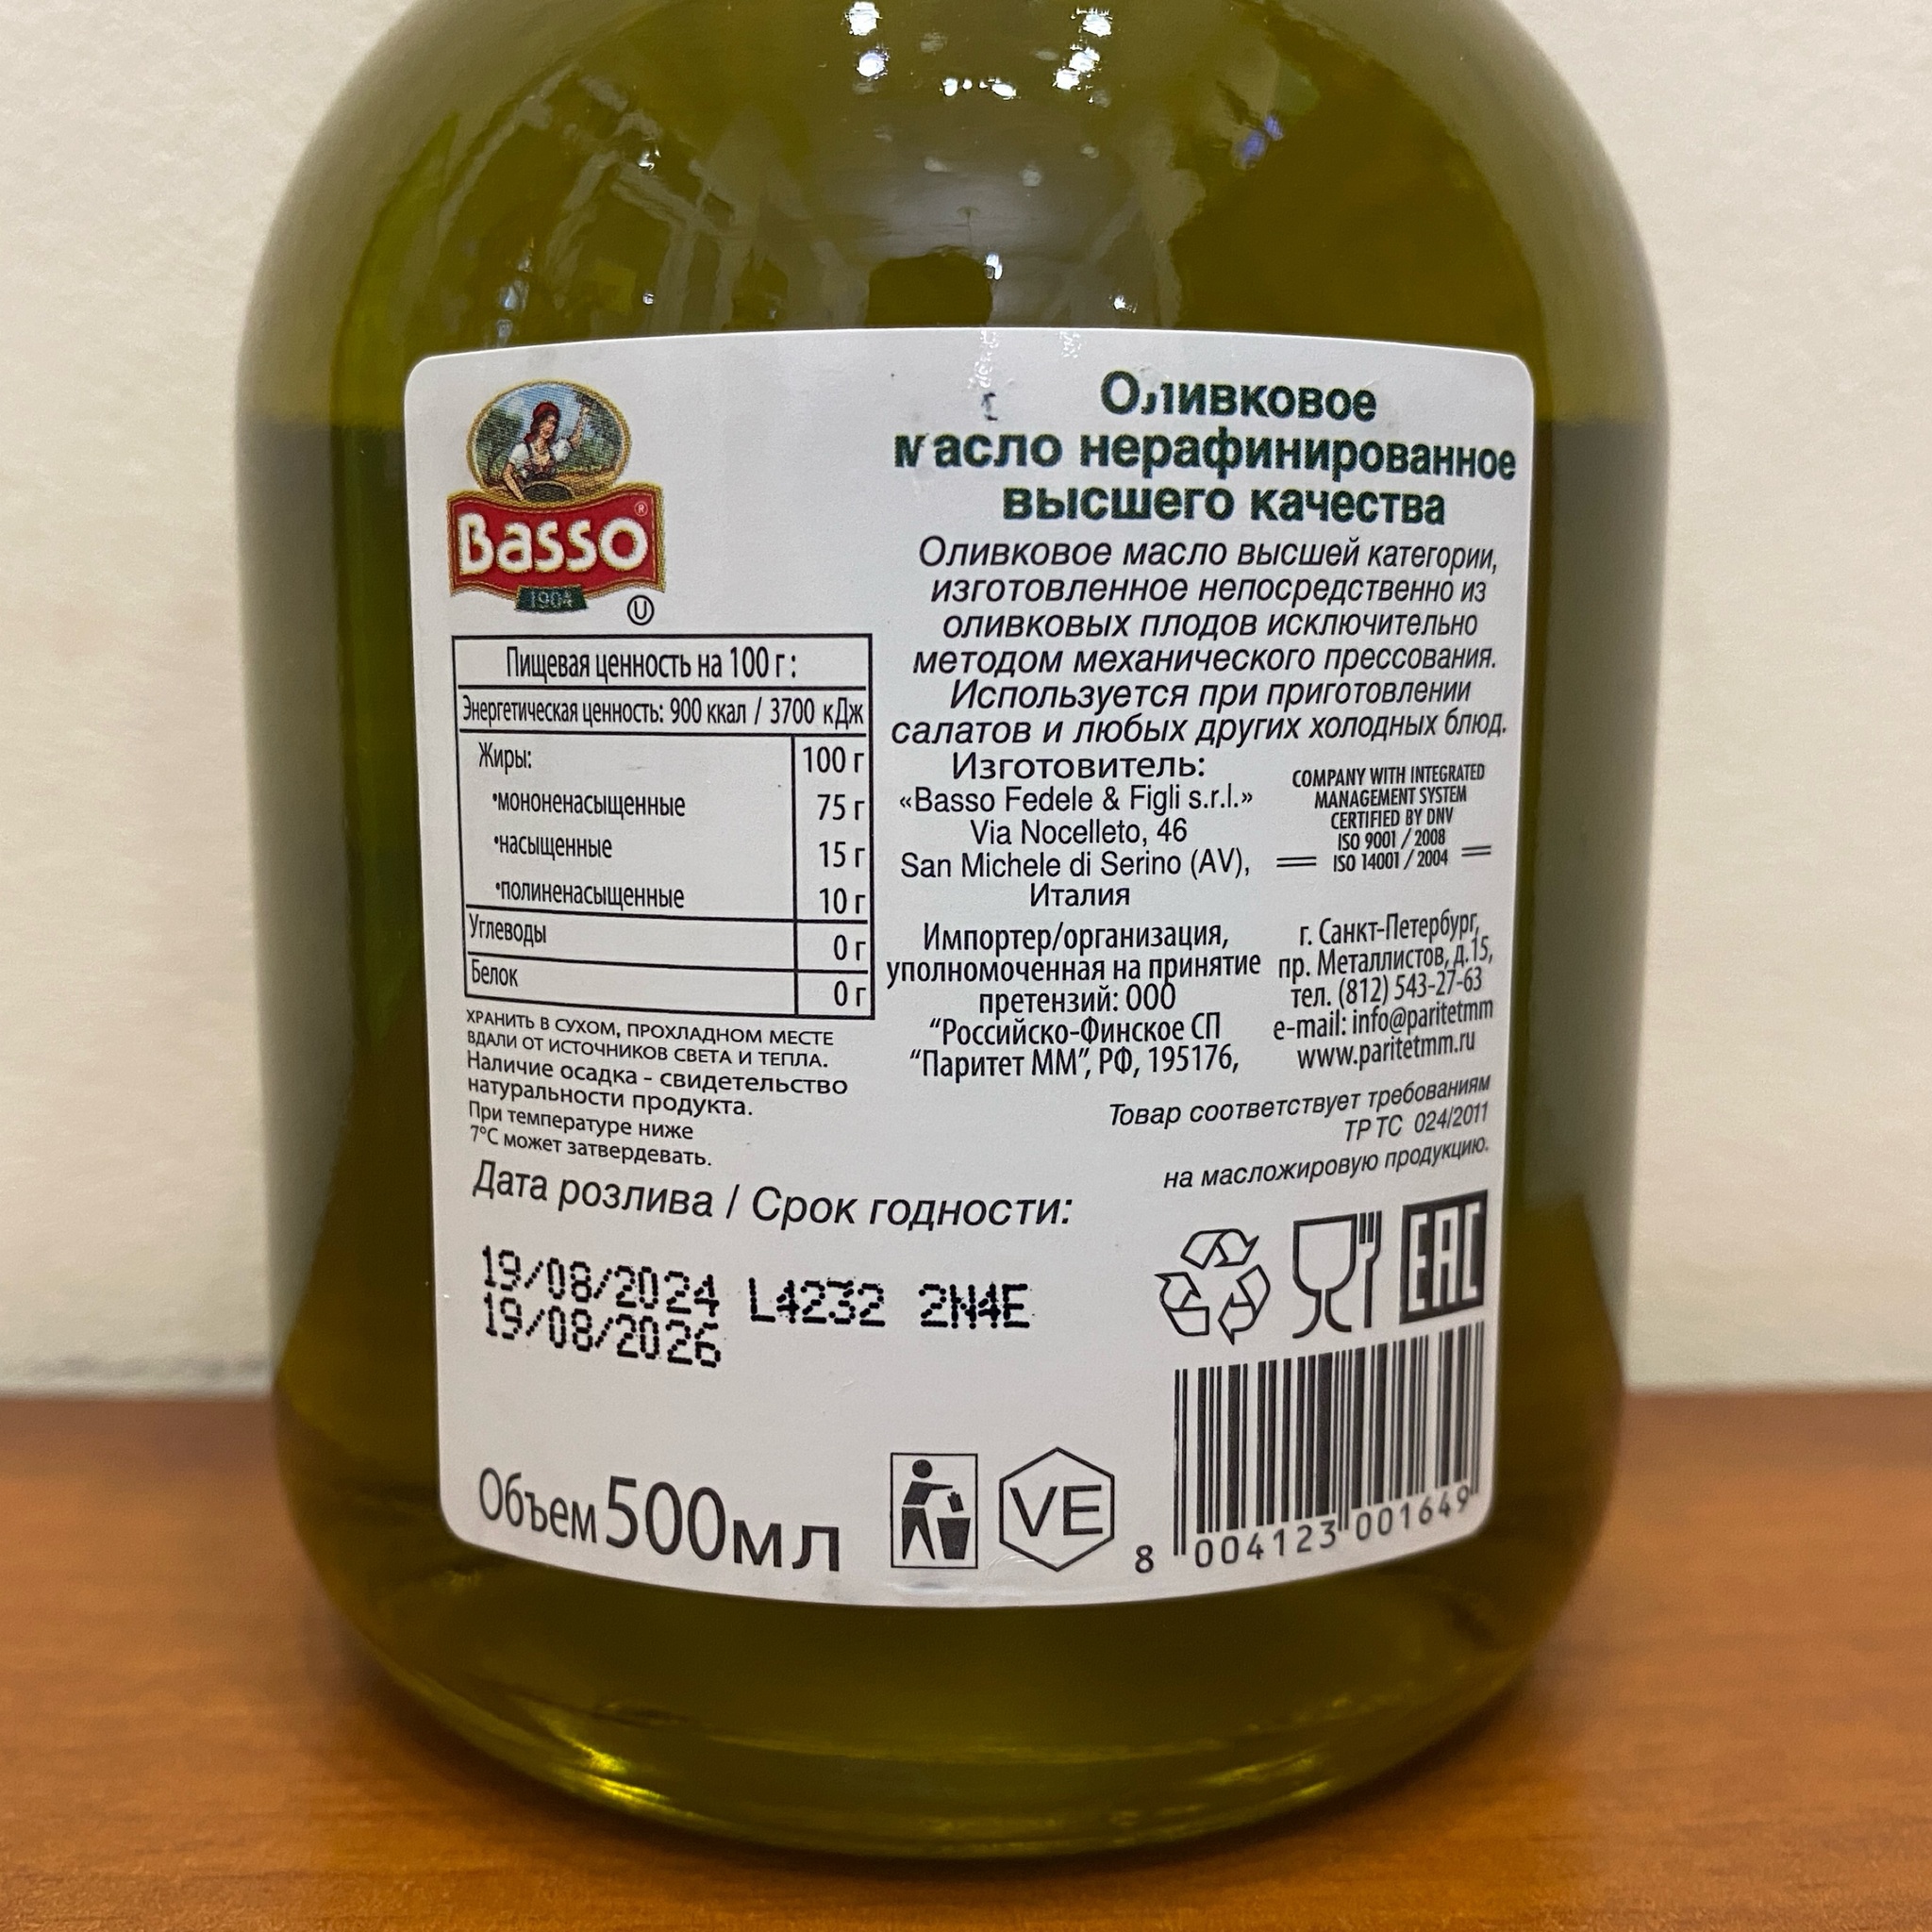 Basso®
1904
U
Пищевая ценность на 100 г :
Энергетическая ценность: 900 ккал / 3700 кДж
Жиры: 100 г
•мононенасыщенные 75 г
•насыщенные 15 г
•полиненасыщенные 10 г
Углеводы 0 г
Белок 0 г
ХРАНИТЬ В СУХОМ, ПРОХЛАДНОМ МЕСТЕ
ВДАЛИ ОТ ИСТОЧНИКОВ СВЕТА И ТЕПЛА.
Наличие осадка - свидетельство
натуральности продукта.
При температуре ниже
7°C может затвердевать.
Оливковое
масло нерафинированное
высшего качества
Оливковое масло высшей категории,
изготовленное непосредственно из
оливковых плодов исключительно
методом механического прессования.
Используется при приготовлении
салатов и любых других холодных блюд.
Изготовитель:
«Basso Fedele & Figli s.r.l.»
Via Nocelleto, 46
San Michele di Serino (AV),
Италия
COMPANY WITH INTEGRATED
MANAGEMENT SYSTEM
CERTIFIED BY DNV
ISO 9001 / 2008
ISO 14001 / 2004
Импортер/организация,
уполномоченная на принятие
претензий: ООО
“Российско-Финское СП
“Паритет ММ”, РФ, 195176,
г. Санкт-Петербург,
пр. Металлистов, д.15,
тел. (812) 543-27-63
e-mail: info@paritetmm
www.paritetmm.ru
Товар соответствует требованиям
ТР ТС 024/2011
на масложировую продукцию.
Дата розлива / Срок годности:
19/08/2024 L4232 2N4E
19/08/2026
EAC
Объем 500мл
VE
8 004123 001649